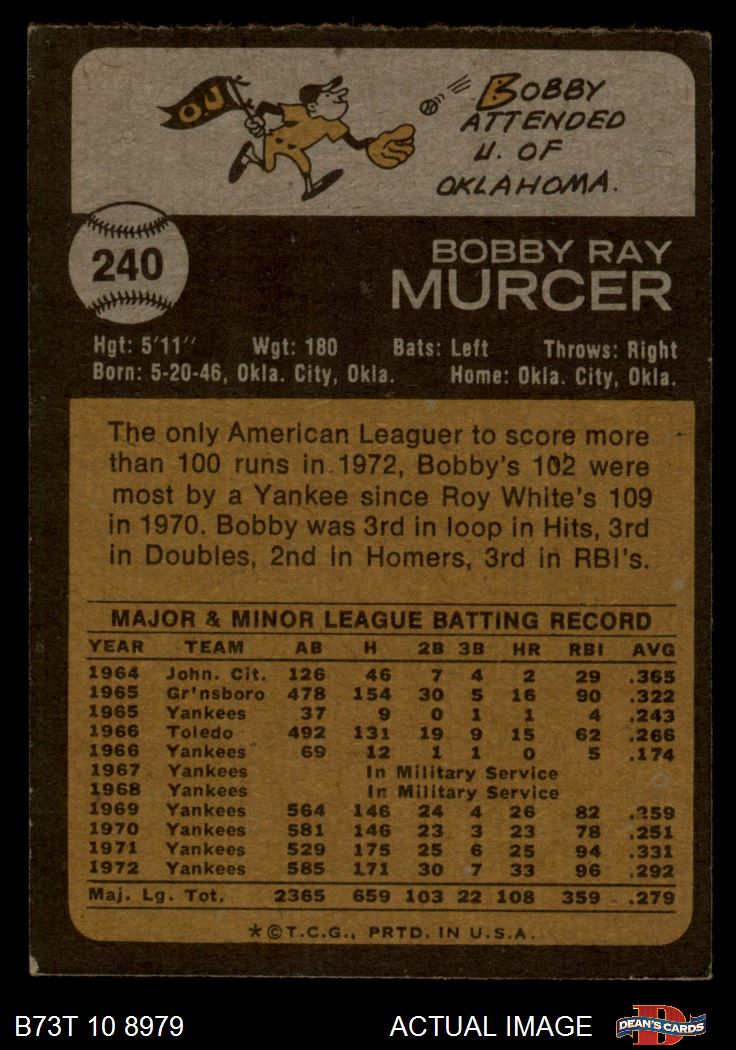 OU
BOBBY
ATTENDED
U. OF
OKLAHOMA.
240
BOBBY RAY
MURCER
Hgt: 5'11" Wgt: 180 Bats: Left Throws: Right
Born: 5-20-46, Okla. City, Okla. Home: Okla. City, Okla.
The only American Leaguer to score more
than 100 runs in 1972, Bobby's 102 were
most by a Yankee since Roy White's 109
in 1970. Bobby was 3rd in loop in Hits, 3rd
in Doubles, 2nd in Homers, 3rd in RBI's.
MAJOR & MINOR LEAGUE BATTING RECORD
YEAR TEAM AB H 2B 3B HR RBI AVG
1964 John. Cit. 126 46 7 4 2 29 .365
1965 Gr'nsboro 478 154 30 5 16 90 .322
1965 Yankees 37 9 0 1 1 4 .243
1966 Toledo 492 131 19 9 15 62 .266
1966 Yankees 69 12 1 1 0 5 .174
1967 Yankees In Military Service
1968 Yankees In Military Service
1969 Yankees 564 146 24 4 26 82 .259
1970 Yankees 581 146 23 3 23 78 .251
1971 Yankees 529 175 25 6 25 94 .331
1972 Yankees 585 171 30 7 33 96 .292
Maj. Lg. Tot. 2365 659 103 22 108 359 .279
*©T.C.G., PRTD. IN U.S.A.
B73T 10 8979 ACTUAL IMAGE D DEAN'S CARDS